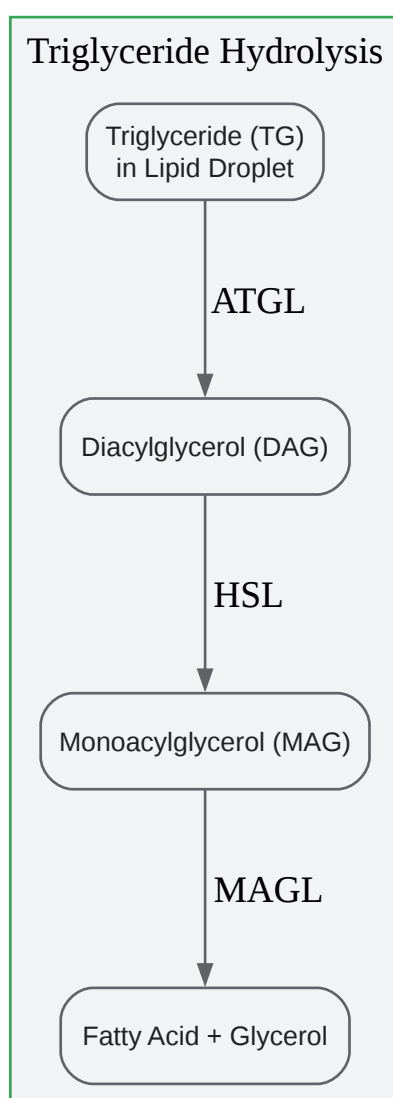 Triglyceride Hydrolysis
Triglyceride (TG)
in Lipid Droplet
ATGL
Diacylglycerol (DAG)
HSL
Monoacylglycerol (MAG)
MAGL
Fatty Acid + Glycerol